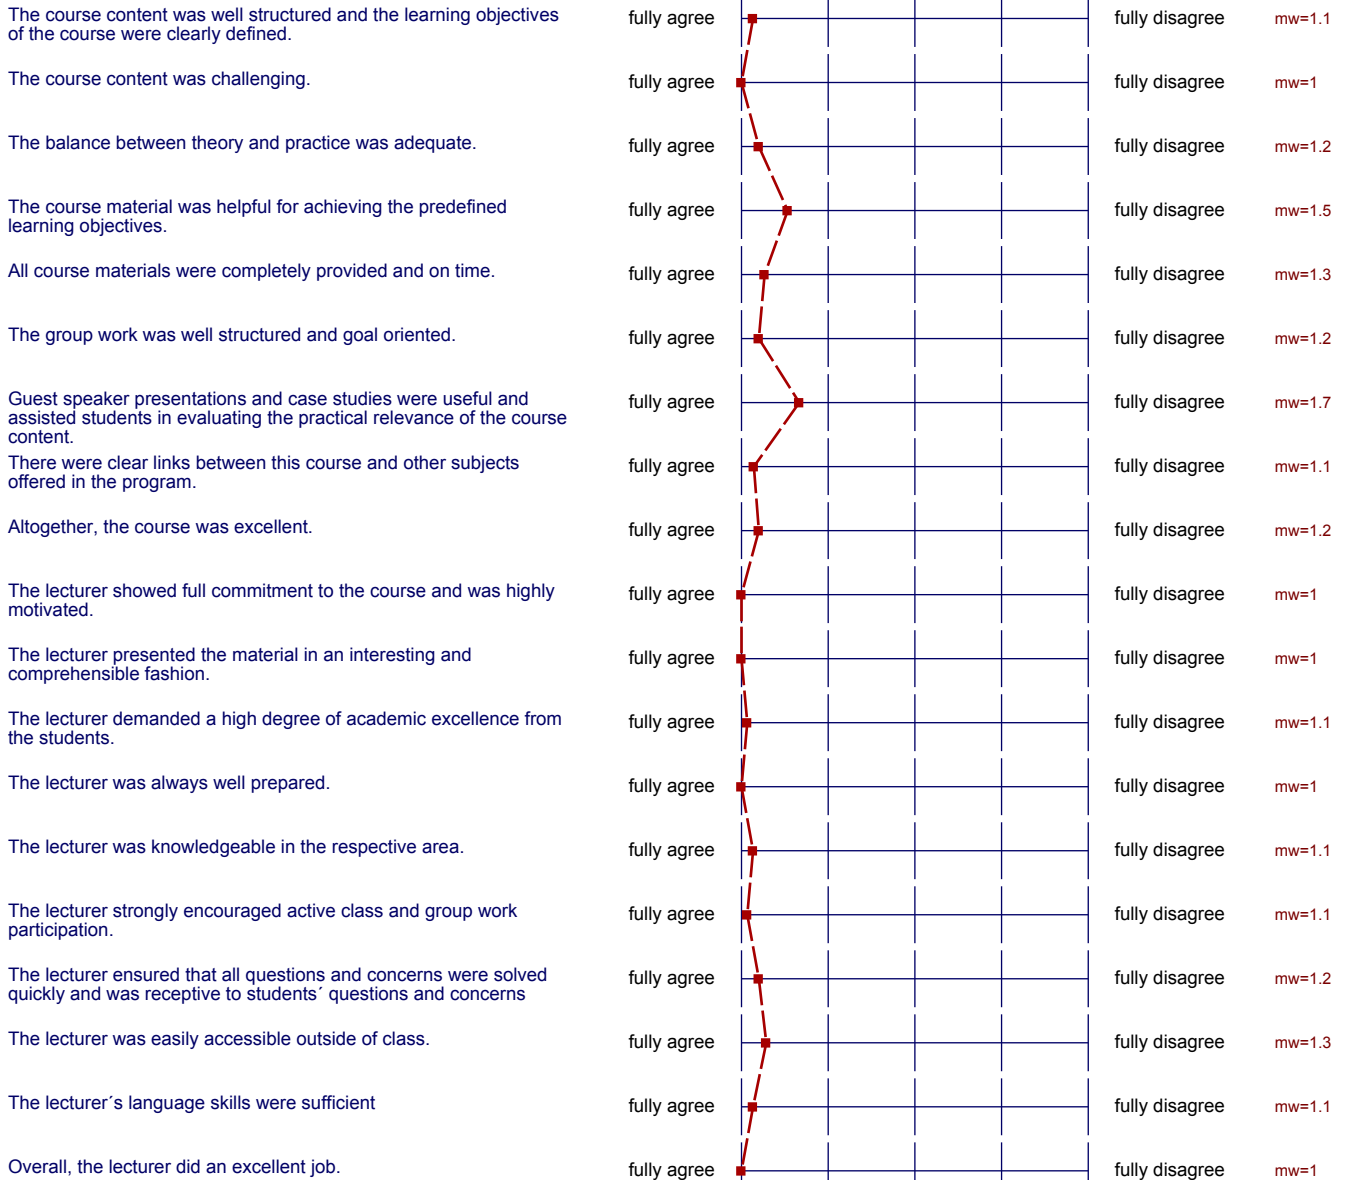 The course content was well structured and the learning objectives
of the course were clearly defined.
fully agree fully disagree mw=1.1
The course content was challenging.
fully agree fully disagree mw=1
The balance between theory and practice was adequate.
fully agree fully disagree mw=1.2
The course material was helpful for achieving the predefined
learning objectives.
fully agree fully disagree mw=1.5
All course materials were completely provided and on time.
fully agree fully disagree mw=1.3
The group work was well structured and goal oriented.
fully agree fully disagree mw=1.2
Guest speaker presentations and case studies were useful and
assisted students in evaluating the practical relevance of the course
content.
fully agree fully disagree mw=1.7
There were clear links between this course and other subjects
offered in the program.
fully agree fully disagree mw=1.1
Altogether, the course was excellent.
fully agree fully disagree mw=1.2
The lecturer showed full commitment to the course and was highly
motivated.
fully agree fully disagree mw=1
The lecturer presented the material in an interesting and
comprehensible fashion.
fully agree fully disagree mw=1
The lecturer demanded a high degree of academic excellence from
the students.
fully agree fully disagree mw=1.1
The lecturer was always well prepared.
fully agree fully disagree mw=1
The lecturer was knowledgeable in the respective area.
fully agree fully disagree mw=1.1
The lecturer strongly encouraged active class and group work
participation.
fully agree fully disagree mw=1.1
The lecturer ensured that all questions and concerns were solved
quickly and was receptive to students´ questions and concerns
fully agree fully disagree mw=1.2
The lecturer was easily accessible outside of class.
fully agree fully disagree mw=1.3
The lecturer´s language skills were sufficient
fully agree fully disagree mw=1.1
Overall, the lecturer did an excellent job.
fully agree fully disagree mw=1